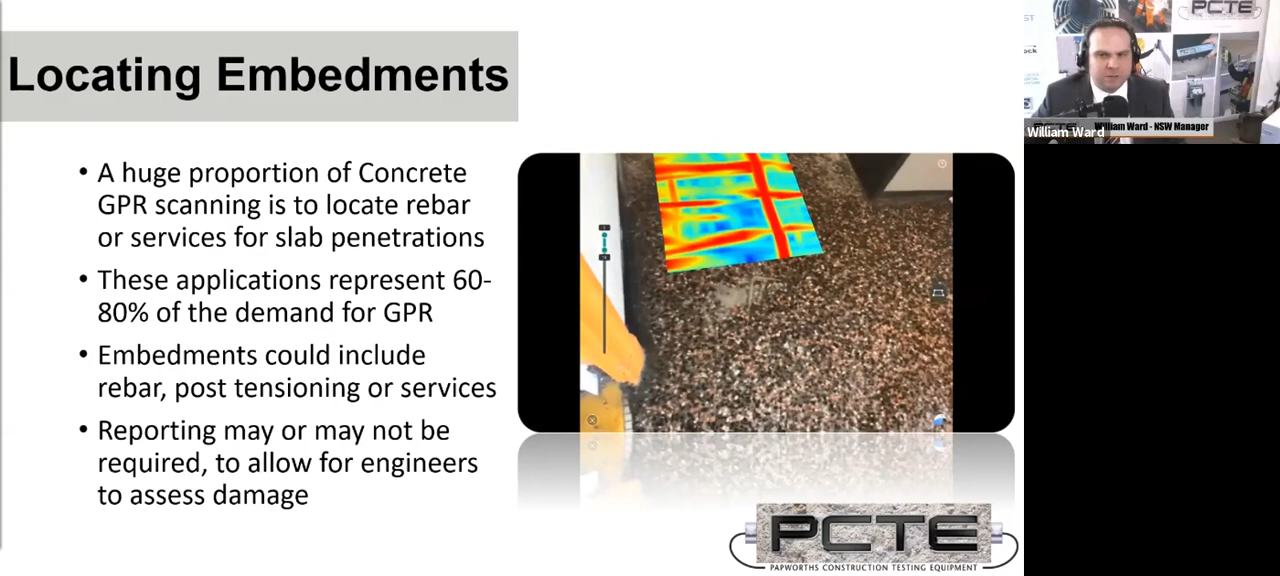 Locating Embedments
• A huge proportion of Concrete
GPR scanning is to locate rebar
or services for slab penetrations
• These applications represent 60-
80% of the demand for GPR
• Embedments could include
rebar, post tensioning or services
• Reporting may or may not be
required, to allow for engineers
to assess damage
PCTE
PAPWORTHS CONSTRUCTION TESTING EQUIPMENT
PCTE
William Ward - NSW Manager
William Ward